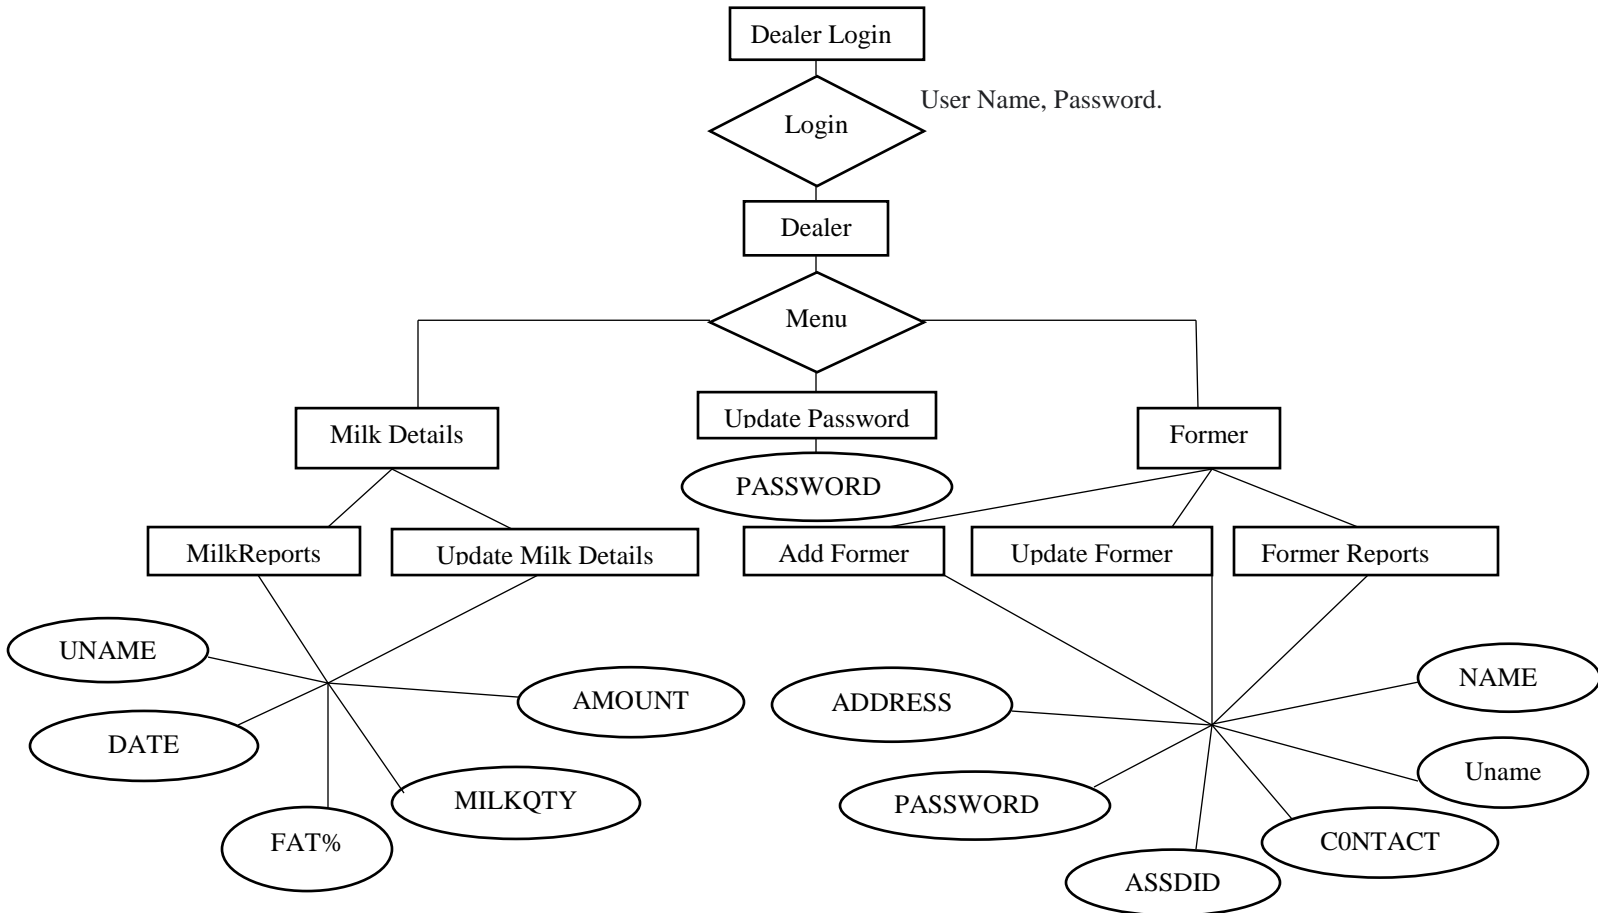 Dealer Login
User Name, Password.
Login
Dealer
Menu
Milk Details
Update Password
Former
PASSWORD
MilkReports
Update Milk Details
Add Former
Update Former
Former Reports
UNAME
AMOUNT
ADDRESS
NAME
DATE
MILKQTY
PASSWORD
Uname
FAT%
C0NTACT
ASSDID